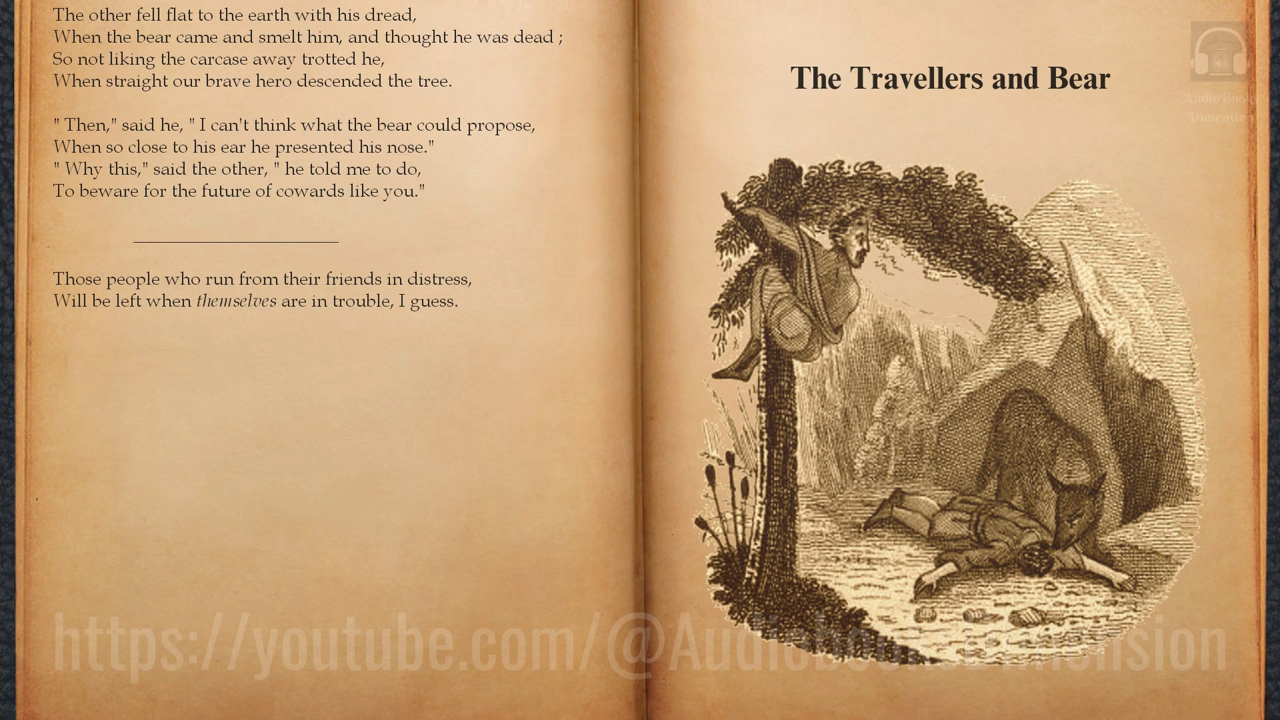 The other fell flat to the earth with his dread,
When the bear came and smelt him, and thought he was dead ;
So not liking the carcase away trotted he,
When straight our brave hero descended the tree.
" Then," said he, " I can't think what the bear could propose,
When so close to his ear he presented his nose."
" Why this," said the other, " he told me to do,
To beware for the future of cowards like you."
Those people who run from their friends in distress,
Will be left when themselves are in trouble, I guess.
The Travellers and Bear
AudioBooks
Dimension
https://youtube.com/@AudiobooksDimension